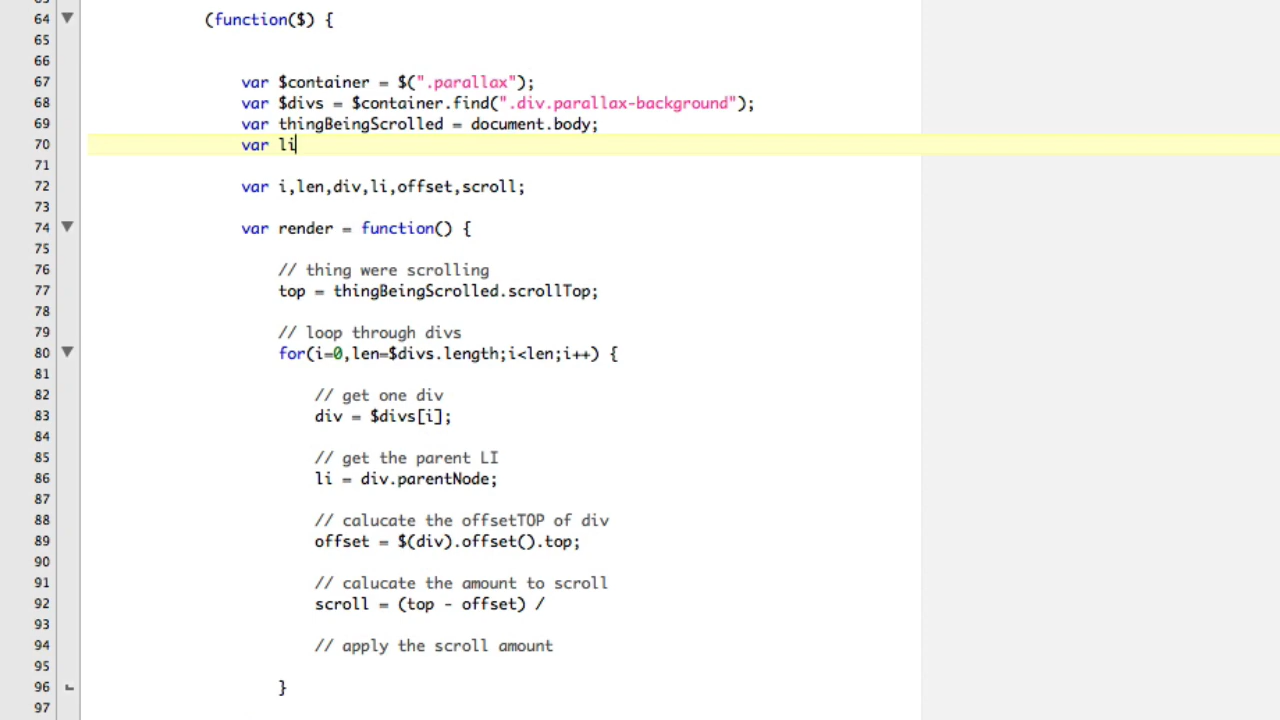 64 (function($) {
65
66
67 var $container = $(".parallax");
68 var $divs = $container.find(".div.parallax-background");
69 var thingBeingScrolled = document.body;
70 var li
71
72 var i,len,div,li,offset,scroll;
73
74 var render = function() {
75
76 // thing were scrolling
77 top = thingBeingScrolled.scrollTop;
78
79 // loop through divs
80 for(i=0,len=$divs.length;i<len;i++) {
81
82 // get one div
83 div = $divs[i];
84
85 // get the parent LI
86 li = div.parentNode;
87
88 // calucate the offsetTOP of div
89 offset = $(div).offset().top;
90
91 // calucate the amount to scroll
92 scroll = (top - offset) /
93
94 // apply the scroll amount
95
96 }
97